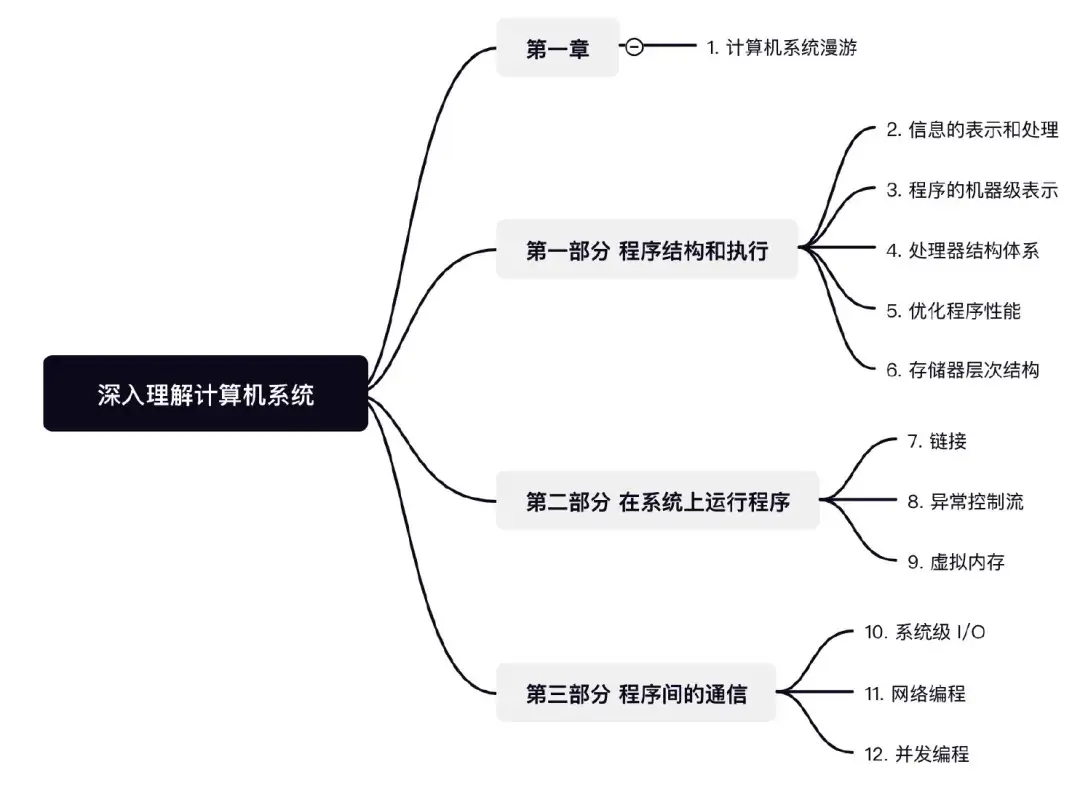 深入理解计算机系统
第一章
1. 计算机系统漫游
第一部分 程序结构和执行
2. 信息的表示和处理
3. 程序的机器级表示
4. 处理器结构体系
5. 优化程序性能
6. 存储器层次结构
第二部分 在系统上运行程序
7. 链接
8. 异常控制流
9. 虚拟内存
第三部分 程序间的通信
10. 系统级 I/O
11. 网络编程
12. 并发编程